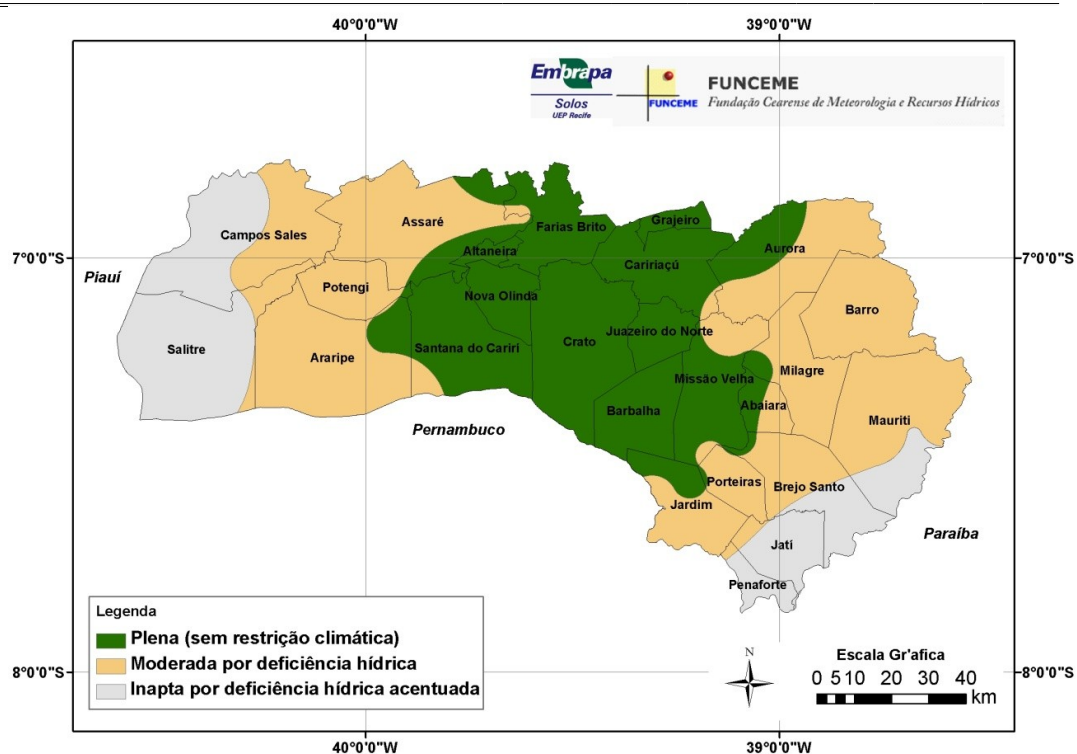 40°0'0"W
39°0'0"W
Embrapa
Solos
UEP Recife
FUNCEME
FUNCEME
Fundação Cearense de Meteorologia e Recursos Hídricos
Assaré
Grajeiro
Farias Brito
Campos Sales
Aurora
Altaneira
7°0'0"S
7°0'0"S
Caririaçú
Piauí
Potengi
Nova Olinda
Barro
Juazeiro do Norte
Salitre
Araripe
Santana do Cariri
Crato
Milagre
Missão Velha
Barbalha
Abaiara
Mauriti
Pernambuco
Porteiras
Brejo Santo
Jardim
Paraíba
Jatí
Penaforte
Legenda
Plena (sem restrição climática)
Moderada por deficiência hídrica
Inapta por deficiência hídrica acentuada
N
Escala Gr'afica
0 5 10 20 30 40
km
8°0'0"S
8°0'0"S
40°0'0"W
39°0'0"W